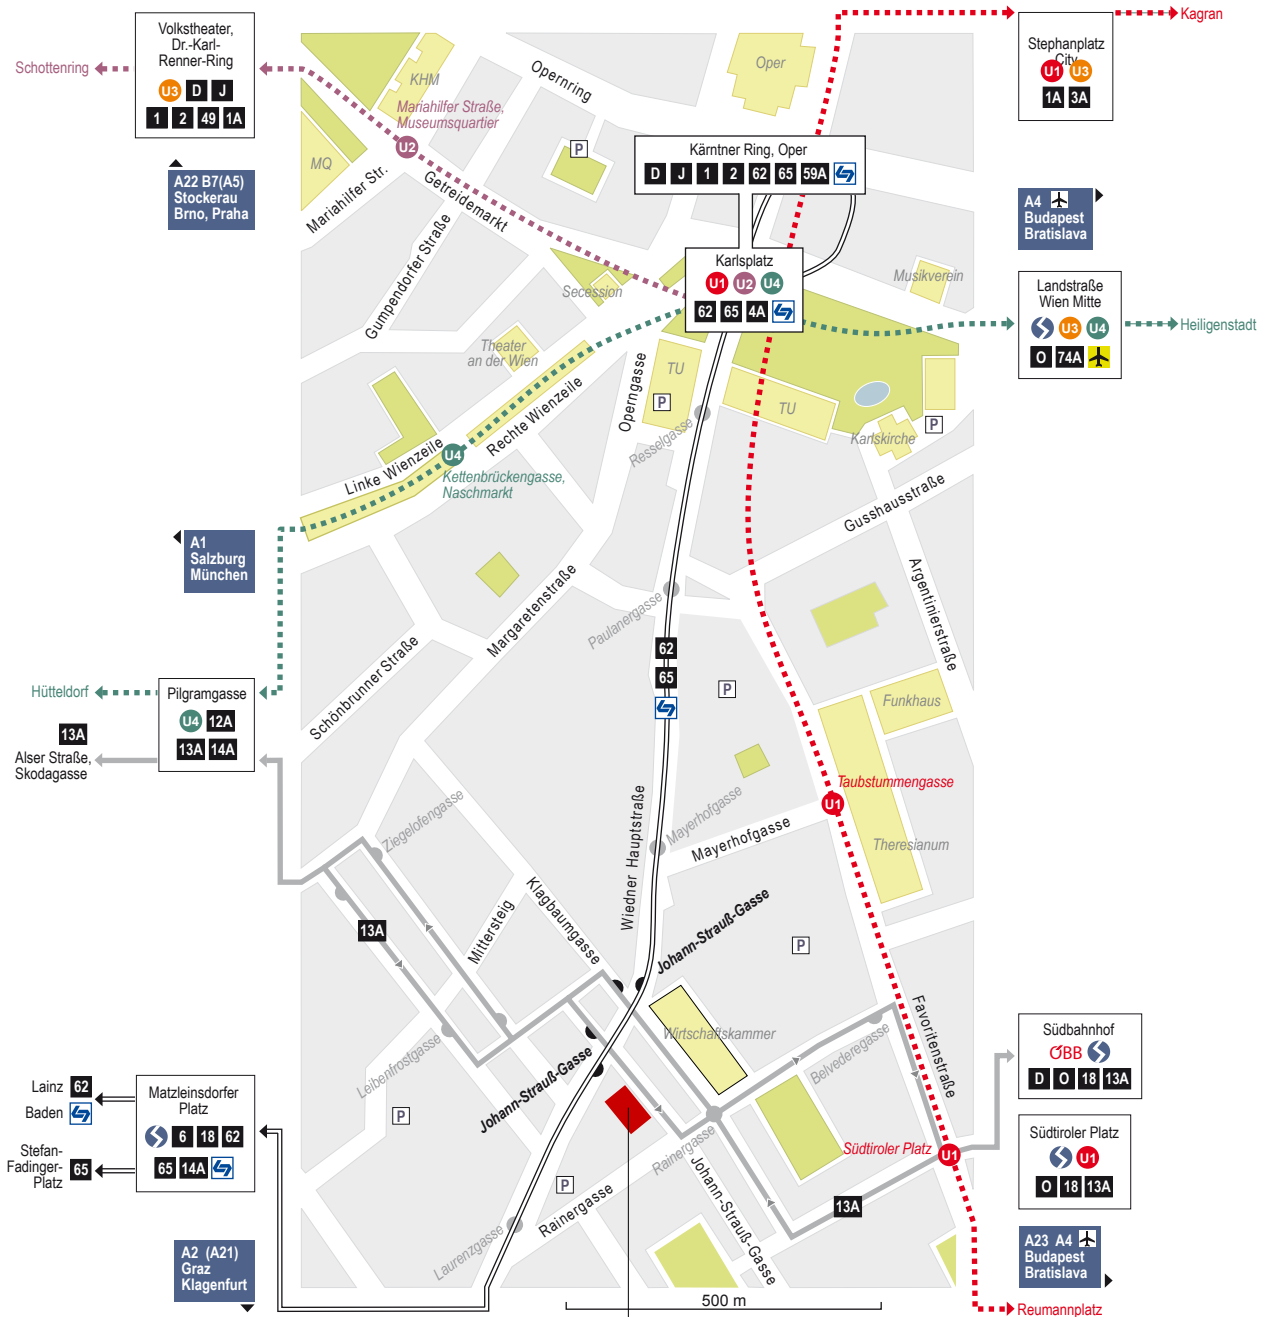 Kagran
Volkstheater,
Dr.-Karl-
Renner-Ring
U3 D J
1 2 49 1A
Schottenring
Stephanplatz
City
U1 U3
1A 3A
Opernring
Oper
KHM
Mariahilfer Straße,
Museumsquartier
U2
MQ
Mariahilfer Str.
Getreidemarkt
P
Kärntner Ring, Oper
D J 1 2 62 65 59A
A22 B7(A5)
Stockerau
Brno, Praha
A4
Budapest
Bratislava
Gumpendorfer Straße
Karlsplatz
U1 U2 U4
62 65 4A
Secession
Musikverein
Landstraße
Wien Mitte
U3 U4
O 74A
Heiligenstadt
Theater
an der Wien
Operngasse
TU
P
TU
Resselgasse
Karlskirche
P
Linke Wienzeile
Rechte Wienzeile
U4
Kettenbrückengasse,
Naschmarkt
Gusshausstraße
A1
Salzburg
München
Margaretenstraße
Paulanergasse
Argentinierstraße
Schönbrunner Straße
62
65
P
Hütteldorf
Pilgramgasse
U4 12A
13A 14A
13A
Alser Straße,
Skodagasse
Funkhaus
Taubstummengasse
U1
Theresianum
Ziegelofengasse
Wiedner Hauptstraße
Mayerhofgasse
Mayerhofgasse
13A
Mittersteig
Klagbaumgasse
Johann-Strauß-Gasse
P
Wirtschaftskammer
Favoritenstraße
Belvederegasse
Leibenfrostgasse
Johann-Strauß-Gasse
Südbahnhof
ÖBB
D O 18 13A
Lainz 62
Baden
Matzleinsdorfer
Platz
6 18 62
65 14A
Stefan-
Fadinger-
Platz
65
P
Rainergasse
Südtiroler Platz
U1
Südtiroler Platz
U1
O 18 13A
P
Rainergasse
Johann-Strauß-Gasse
13A
Laurenzgasse
A2 (A21)
Graz
Klagenfurt
A23 A4
Budapest
Bratislava
500 m
Reumannplatz